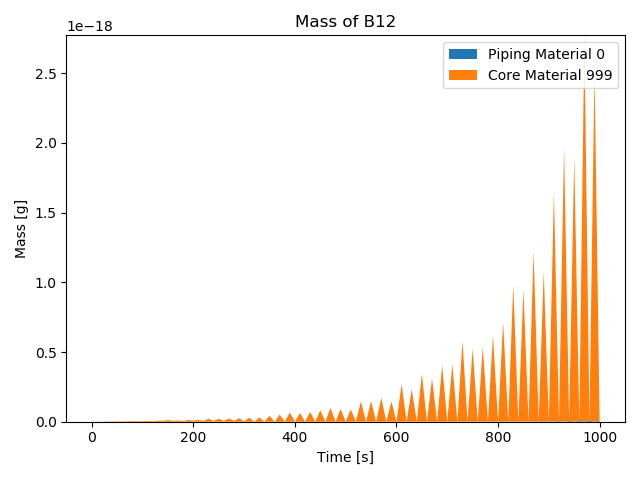 Mass of B12
1e−18
Piping Material 0
Core Material 999
Mass [g]
2.5
2.0
1.5
1.0
0.5
0.0
0
200
400
600
800
1000
Time [s]